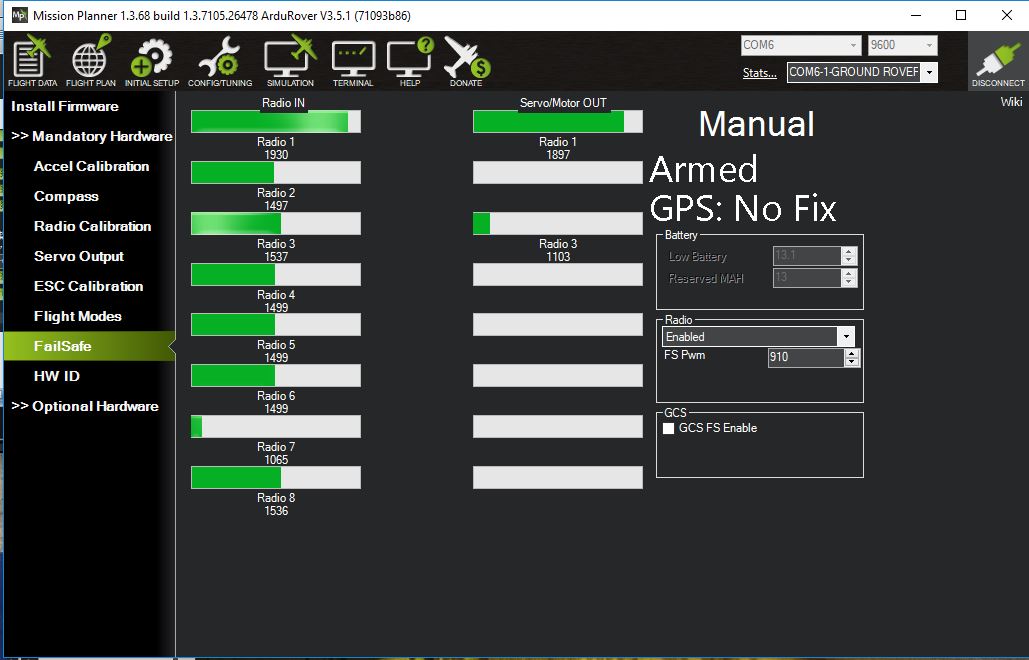 Mission Planner 1.3.68 build 1.3.7105.26478 ArduRover V3.5.1 (71093b86)
FLIGHT DATA FLIGHT PLAN INITIAL SETUP CONFIG/TUNING SIMULATION TERMINAL HELP DONATE
COM6 9600
Stats... COM6-1-GROUND ROVER
DISCONNECT
Install Firmware
>> Mandatory Hardware
Accel Calibration
Compass
Radio Calibration
Servo Output
ESC Calibration
Flight Modes
FailSafe
HW ID
>> Optional Hardware
Radio IN
Radio 1
1930
Radio 2
1497
Radio 3
1537
Radio 4
1499
Radio 5
1499
Radio 6
1499
Radio 7
1065
Radio 8
1536
Servo/Motor OUT
Radio 1
1897
Radio 3
1103
Wiki
Manual
Armed
GPS: No Fix
Battery
Low Battery 13.1
Reserved MAH 13
Radio
Enabled
FS Pwm 910
GCS
GCS FS Enable